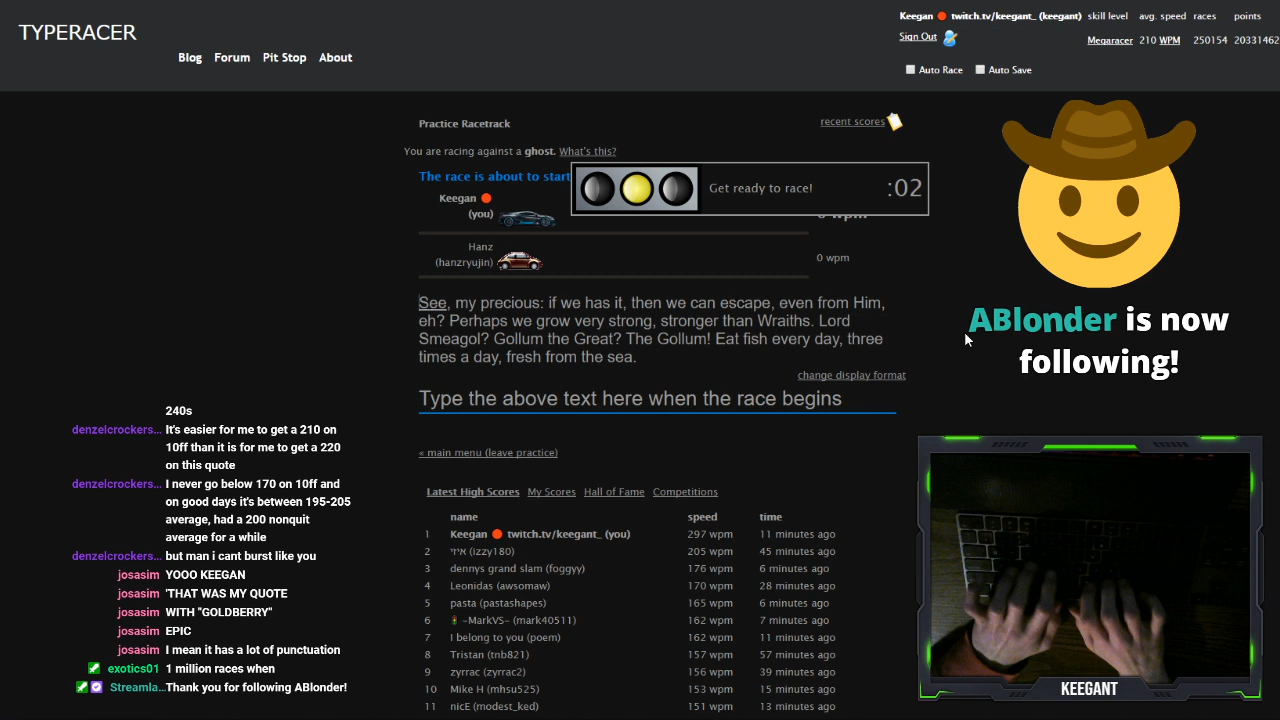 TYPERACER
Blog Forum Pit Stop About
Keegan 🔴 twitch.tv/keegant_ (keegant) skill level avg. speed races points
Sign Out Megaracer 210 WPM 250154 20331462
Auto Race Auto Save
Practice Racetrack recent scores
You are racing against a ghost. What's this?
The race is about to start
Get ready to race! :02
Keegan 🔴
(you)
Hanz
(hanzryujin) 0 wpm
See, my precious: if we has it, then we can escape, even from Him,
eh? Perhaps we grow very strong, stronger than Wraiths. Lord
Smeagol? Gollum the Great? The Gollum! Eat fish every day, three
times a day, fresh from the sea.
change display format
Type the above text here when the race begins
« main menu (leave practice)
Latest High Scores My Scores Hall of Fame Competitions
name speed time
1 Keegan 🔴 twitch.tv/keegant_ (you) 297 wpm 11 minutes ago
2 (izzy180) 205 wpm 45 minutes ago
3 dennys grand slam (foggyy) 176 wpm 6 minutes ago
4 Leonidas (awsomaw) 170 wpm 28 minutes ago
5 pasta (pastashapes) 165 wpm 6 minutes ago
6 🚦 ~MarkVS~ (mark40511) 162 wpm 7 minutes ago
7 I belong to you (poem) 162 wpm 11 minutes ago
8 Tristan (tnb821) 157 wpm 57 minutes ago
9 zyrrac (zyrrac2) 156 wpm 39 minutes ago
10 Mike H (mhsu525) 153 wpm 15 minutes ago
11 nicE (modest_ked) 151 wpm 13 minutes ago
240s
denzelcrockers... It's easier for me to get a 210 on
10ff than it is for me to get a 220
on this quote
denzelcrockers... I never go below 170 on 10ff and
on good days it's between 195-205
average, had a 200 nonquit
average for a while
denzelcrockers... but man i cant burst like you
josasim YOOO KEEGAN
josasim 'THAT WAS MY QUOTE
josasim WITH "GOLDBERRY"
josasim EPIC
josasim I mean it has a lot of punctuation
exotics01 1 million races when
Streamla... Thank you for following ABlonder!
ABlonder is now
following!
KEEGANT